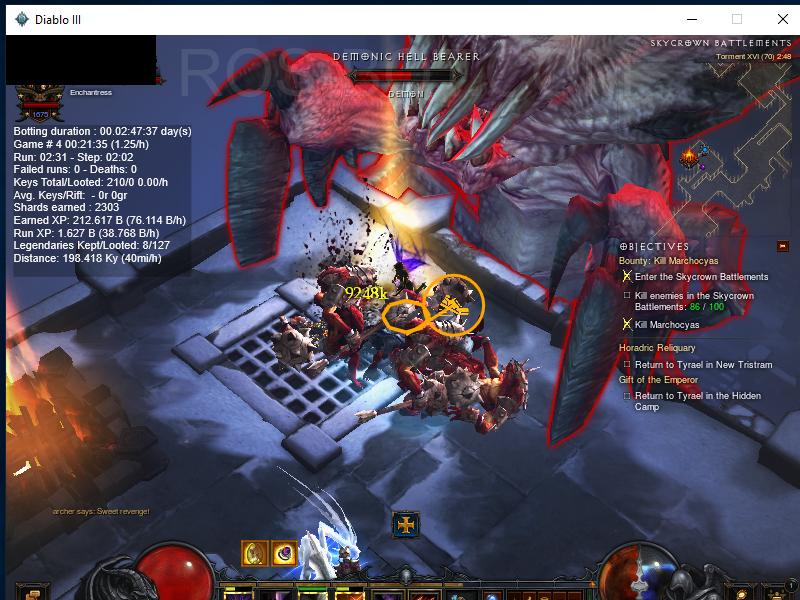 Diablo III
SKYCROWN BATTLEMENTS
Torment XVI (70) 2:48
DEMONIC HELL BEARER
DEMON
Enchantress
1675
Botting duration : 00.02:47:37 day(s)
Game # 4 00:21:35 (1.25/h)
Run: 02:31 - Step: 02:02
Failed runs: 0 - Deaths: 0
Keys Total/Looted: 210/0 0.00/h
Avg. Keys/Rift:  - 0r 0gr
Shards earned : 2303
Earned XP: 212.617 B (76.114 B/h)
Run XP: 1.627 B (38.768 B/h)
Legendaries Kept/Looted: 8/127
Distance: 198.418 Ky (40mi/h)
9248k
OBJECTIVES
Bounty: Kill Marchocyas
Enter the Skycrown Battlements
Kill enemies in the Skycrown
Battlements: 86 / 100
Kill Marchocyas
Horadric Reliquary
Return to Tyrael in New Tristram
Gift of the Emperor
Return to Tyrael in the Hidden
Camp
archer says: Sweet revenge!
1